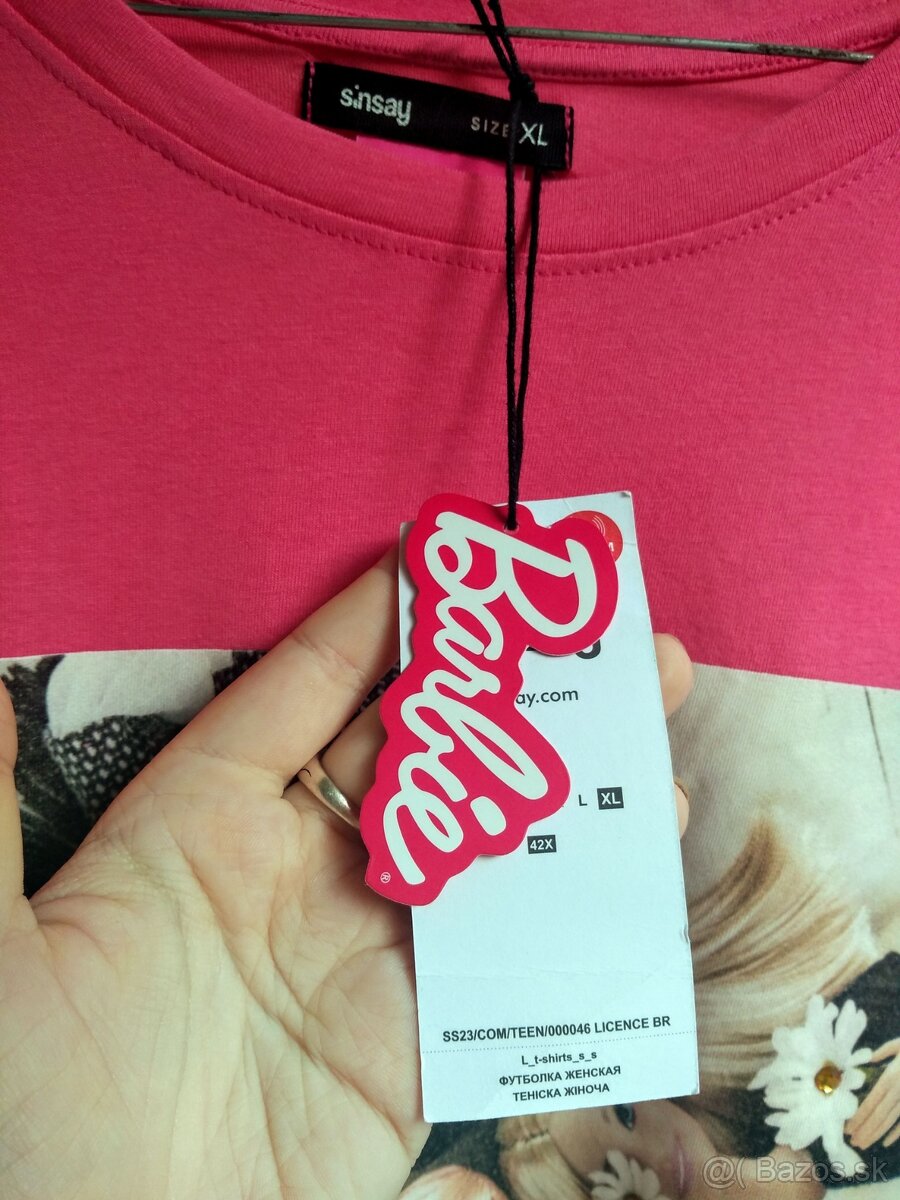 sinsay
SIZE XL
Barbie
®
ay.com
L XL
42X
SS23/COM/TEEN/000046 LICENCE BR
L_t-shirts_s_s
ФУТБОЛКА ЖЕНСКАЯ
ТЕНІСКА ЖІНОЧА
@( Bazos.sk